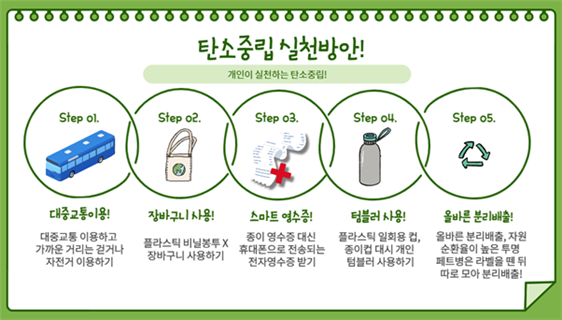 탄소중립 실천방안!
개인이 실천하는 탄소중립!
Step 01.
대중교통이용!
대중교통 이용하고
가까운 거리는 걷거나
자전거 이용하기
Step 02.
장바구니 사용!
플라스틱 비닐봉투 X
장바구니 사용하기
Step 03.
스마트 영수증!
종이 영수증 대신
휴대폰으로 전송되는
전자영수증 받기
Step 04.
텀블러 사용!
플라스틱 일회용 컵,
종이컵 대시 개인
텀블러 사용하기
Step 05.
올바른 분리배출!
올바른 분리배출, 자원
순환율이 높은 투명
페트병은 라벨을 뗀 뒤
따로 모아 분리배출!